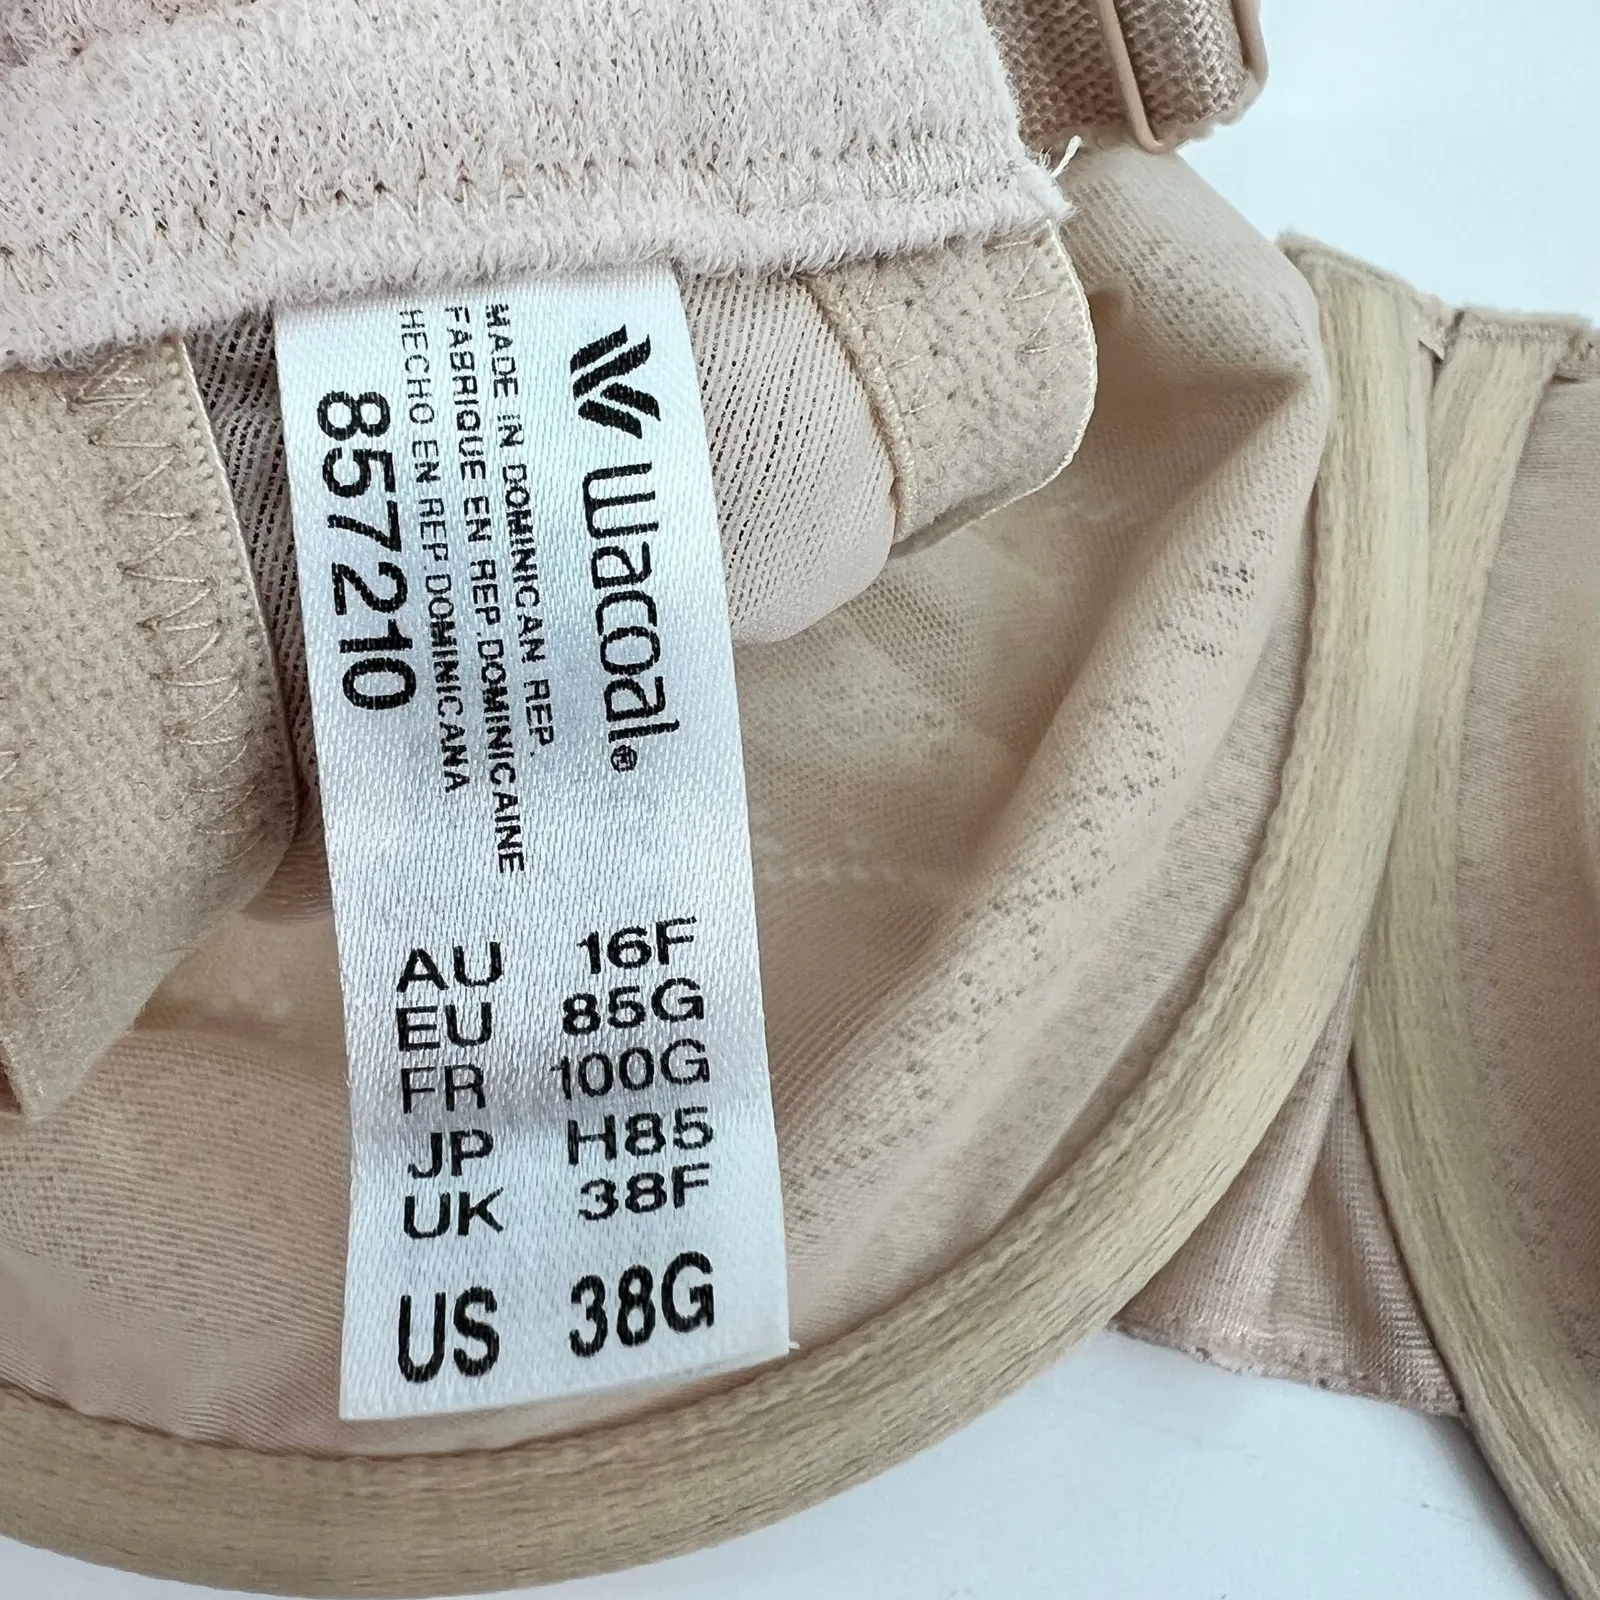 wacoal®
MADE IN DOMINICAN REP.
FABRIQUE EN REP.DOMINICAINE
HECHO EN REP.DOMINICANA
857210
AU 16F
EU 85G
FR 100G
JP H85
UK 38F
US 38G